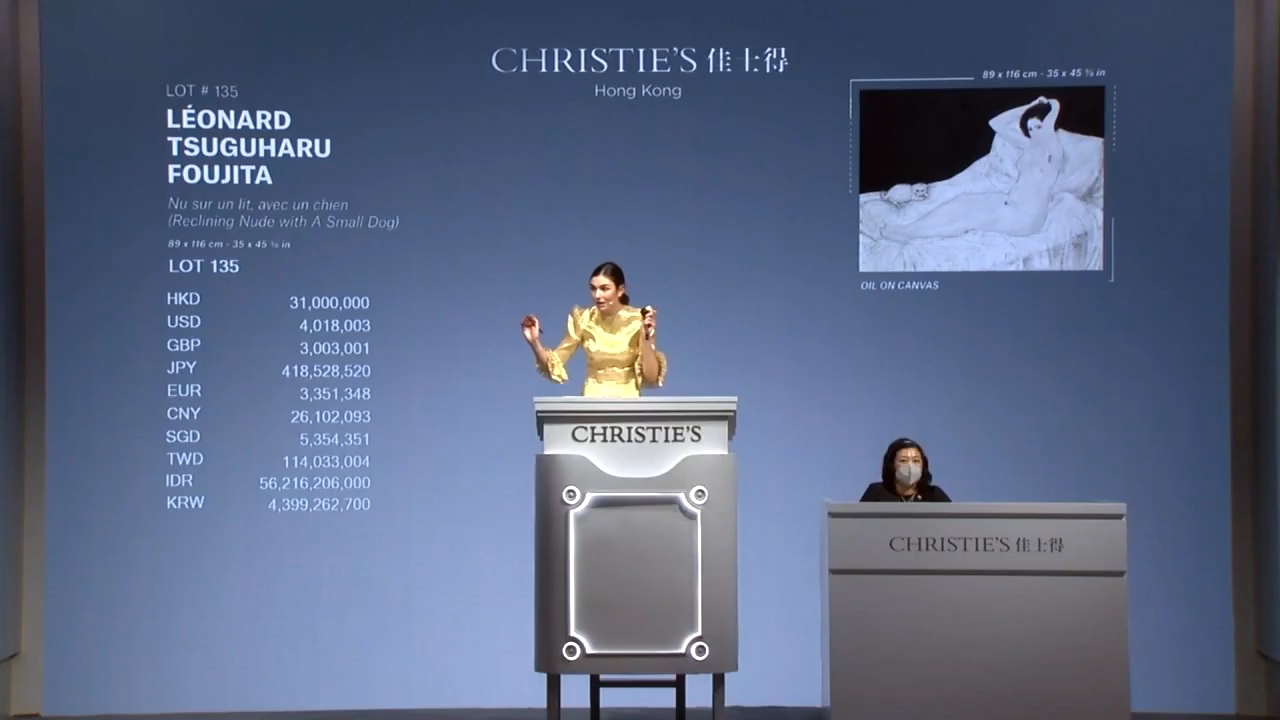 CHRISTIE'S 佳士得
Hong Kong
LOT # 135
LÉONARD
TSUGUHARU
FOUJITA
Nu sur un lit, avec un chien
(Reclining Nude with A Small Dog)
89 x 116 cm - 35 x 45 ⅝ in
LOT 135
HKD 31,000,000
USD 4,018,003
GBP 3,003,001
JPY 418,528,520
EUR 3,351,348
CNY 26,102,093
SGD 5,354,351
TWD 114,033,004
IDR 56,216,206,000
KRW 4,399,262,700
89 x 116 cm - 35 x 45 ⅝ in
OIL ON CANVAS
CHRISTIE'S
CHRISTIE'S 佳士得